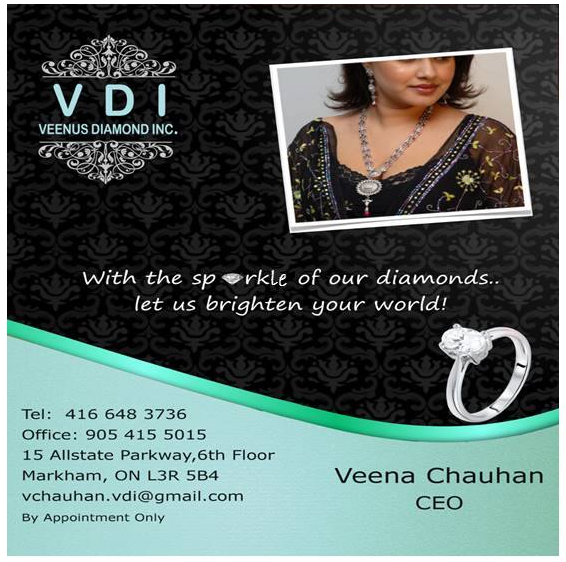 V D I
VEENUS DIAMOND INC.
With the sp rkle of our diamonds..
let us brighten your world!
Tel: 416 648 3736
Office: 905 415 5015
15 Allstate Parkway,6th Floor
Markham, ON L3R 5B4
vchauhan.vdi@gmail.com
By Appointment Only
Veena Chauhan
CEO